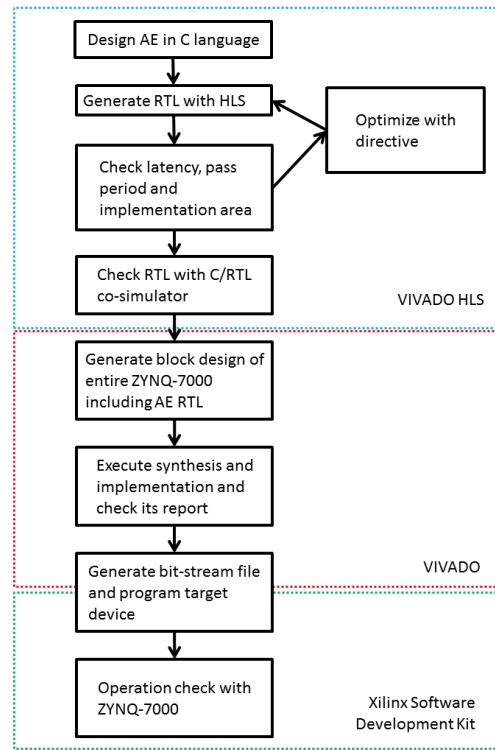 Design AE in C language
Generate RTL with HLS
Optimize with
directive
Check latency, pass
period and
implementation area
Check RTL with C/RTL
co-simulator
VIVADO HLS
Generate block design of
entire ZYNQ-7000
including AE RTL
Execute synthesis and
implementation and
check its report
VIVADO
Generate bit-stream file
and program target
device
Operation check with
ZYNQ-7000
Xilinx Software
Development Kit